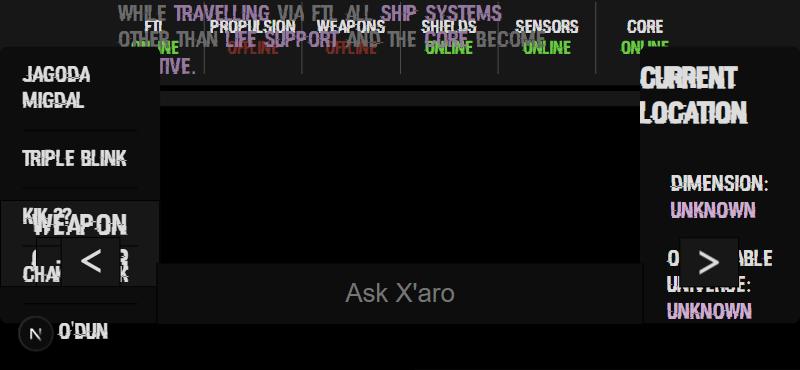 WHILE TRAVELLING VIA FTL ALL SHIP SYSTEMS
OTHER THAN LIFE SUPPORT AND THE CORE BECOME
FTL
PROPULSION
OFFLINE
WEAPONS
OFFLINE
SHIELDS
ONLINE
SENSORS
ONLINE
CORE
ONLINE
JAGODA
MIGDAL
TRIPLE BLINK
WEAPON
<
N
O'DUN
Ask X'aro
CURRENT
LOCATION
DIMENSION:
UNKNOWN
>
UNIVERSE:
UNKNOWN